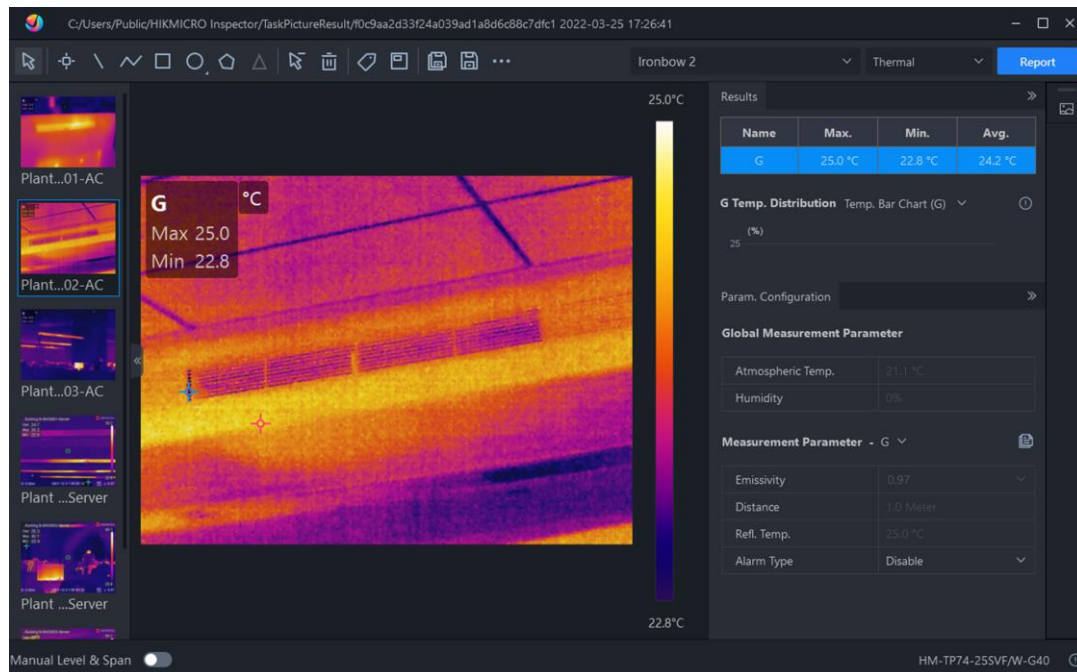 C:/Users/Public/HIKMICRO Inspector/TaskPictureResult/f0c9aa2d33f24a039ad1a8d6c88c7dfc1 2022-03-25 17:26:41
Ironbow 2
Thermal
Report
Plant...01-AC
Plant...02-AC
Plant...03-AC
Plant ...Server
Plant ...Server
G
°C
Max 25.0
Min 22.8
25.0°C
22.8°C
Results
Name Max. Min. Avg.
G 25.0 °C 22.8 °C 24.2 °C
G Temp. Distribution Temp. Bar Chart (G)
(%)
25
Param. Configuration
Global Measurement Parameter
Atmospheric Temp. 21.1 °C
Humidity 0%
Measurement Parameter - G
Emissivity 0.97
Distance 1.0 Meter
Refl. Temp. 25.0 °C
Alarm Type Disable
Manual Level & Span
HM-TP74-25SVF/W-G40